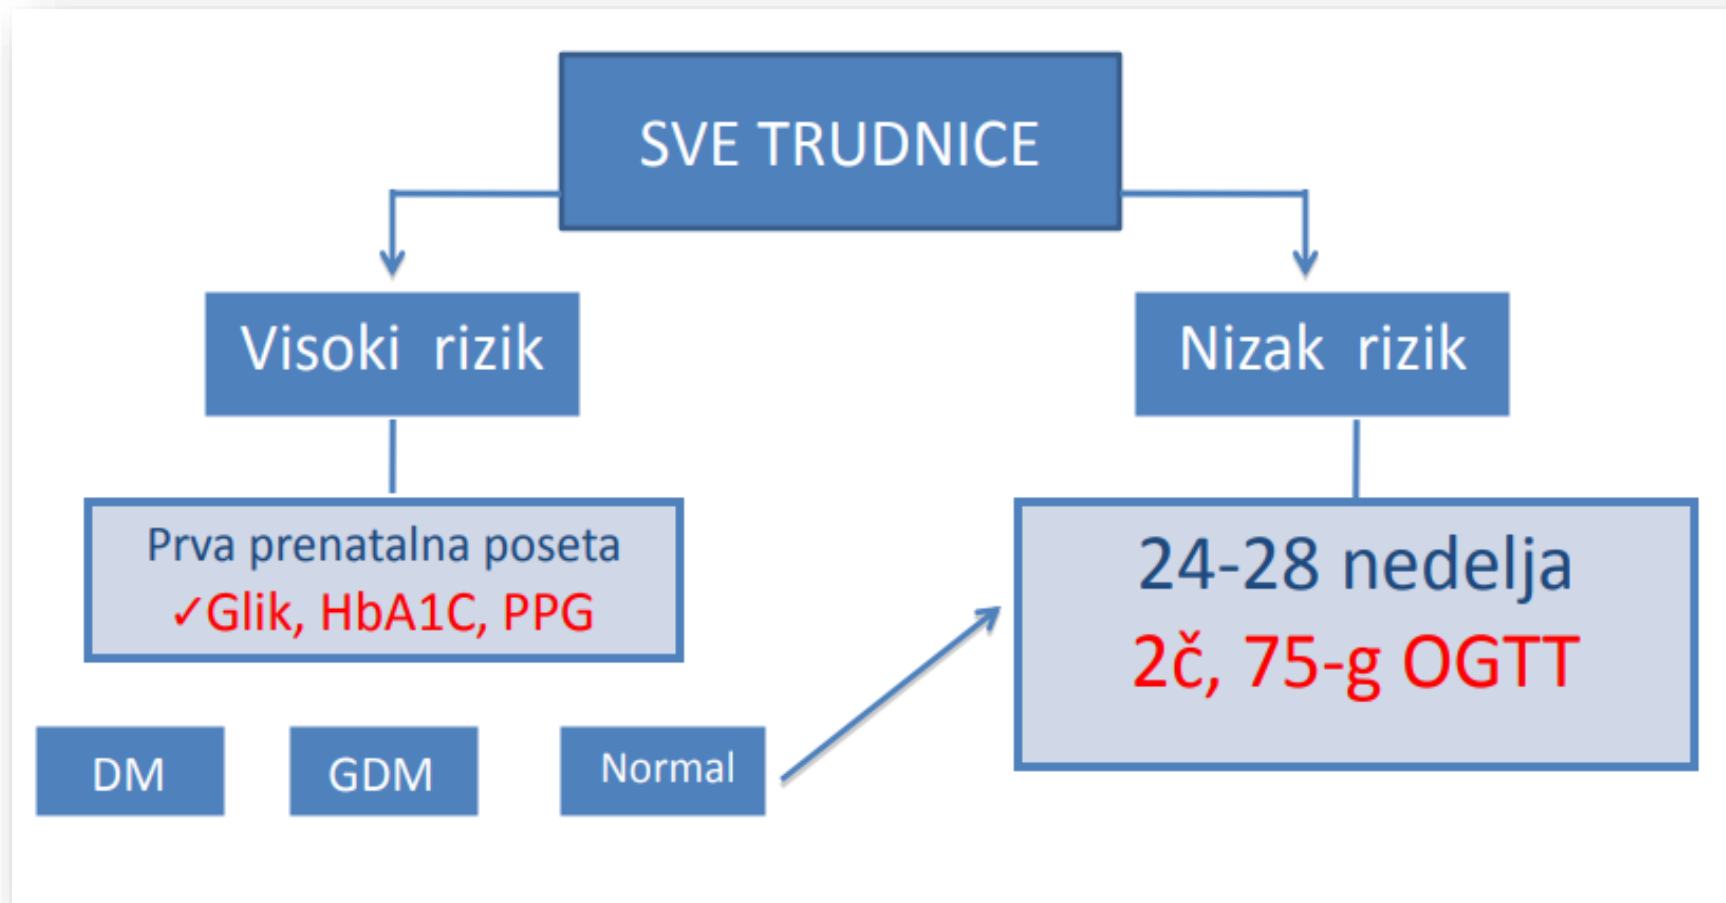 SVE TRUDNICE
Visoki rizik
Nizak rizik
Prva prenatalna poseta
✓Glik, HbA1C, PPG
24-28 nedelja
2č, 75-g OGTT
DM
GDM
Normal